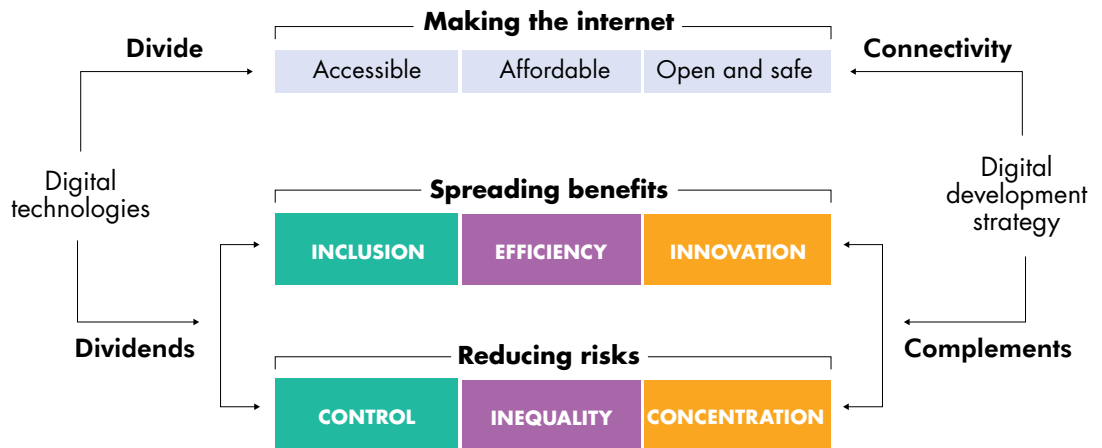 Making the internet
Divide
Connectivity
Accessible
Affordable
Open and safe
Digital
technologies
Digital
development
strategy
Spreading benefits
INCLUSION
EFFICIENCY
INNOVATION
Dividends
Complements
Reducing risks
CONTROL
INEQUALITY
CONCENTRATION